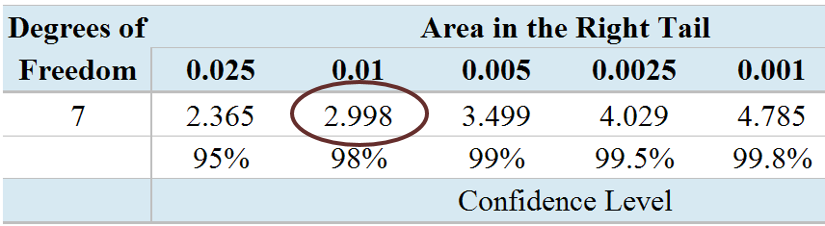 Degrees of Area in the Right Tail
Freedom 0.025 0.01 0.005 0.0025 0.001
7 2.365 2.998 3.499 4.029 4.785
95% 98% 99% 99.5% 99.8%
Confidence Level